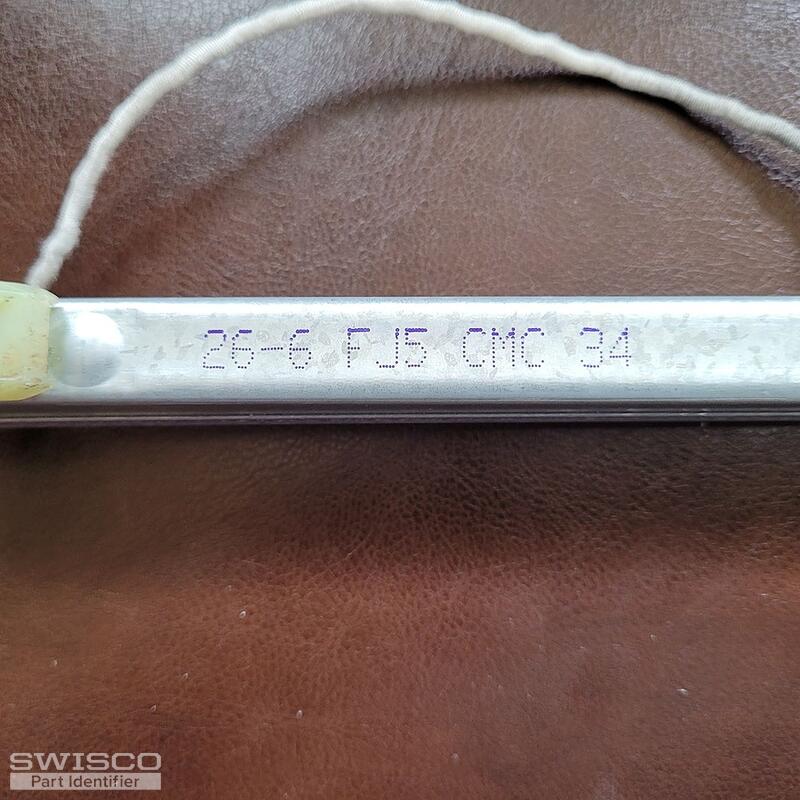 26-6 FJ5 CMC 34
SWISCO
Part Identifier